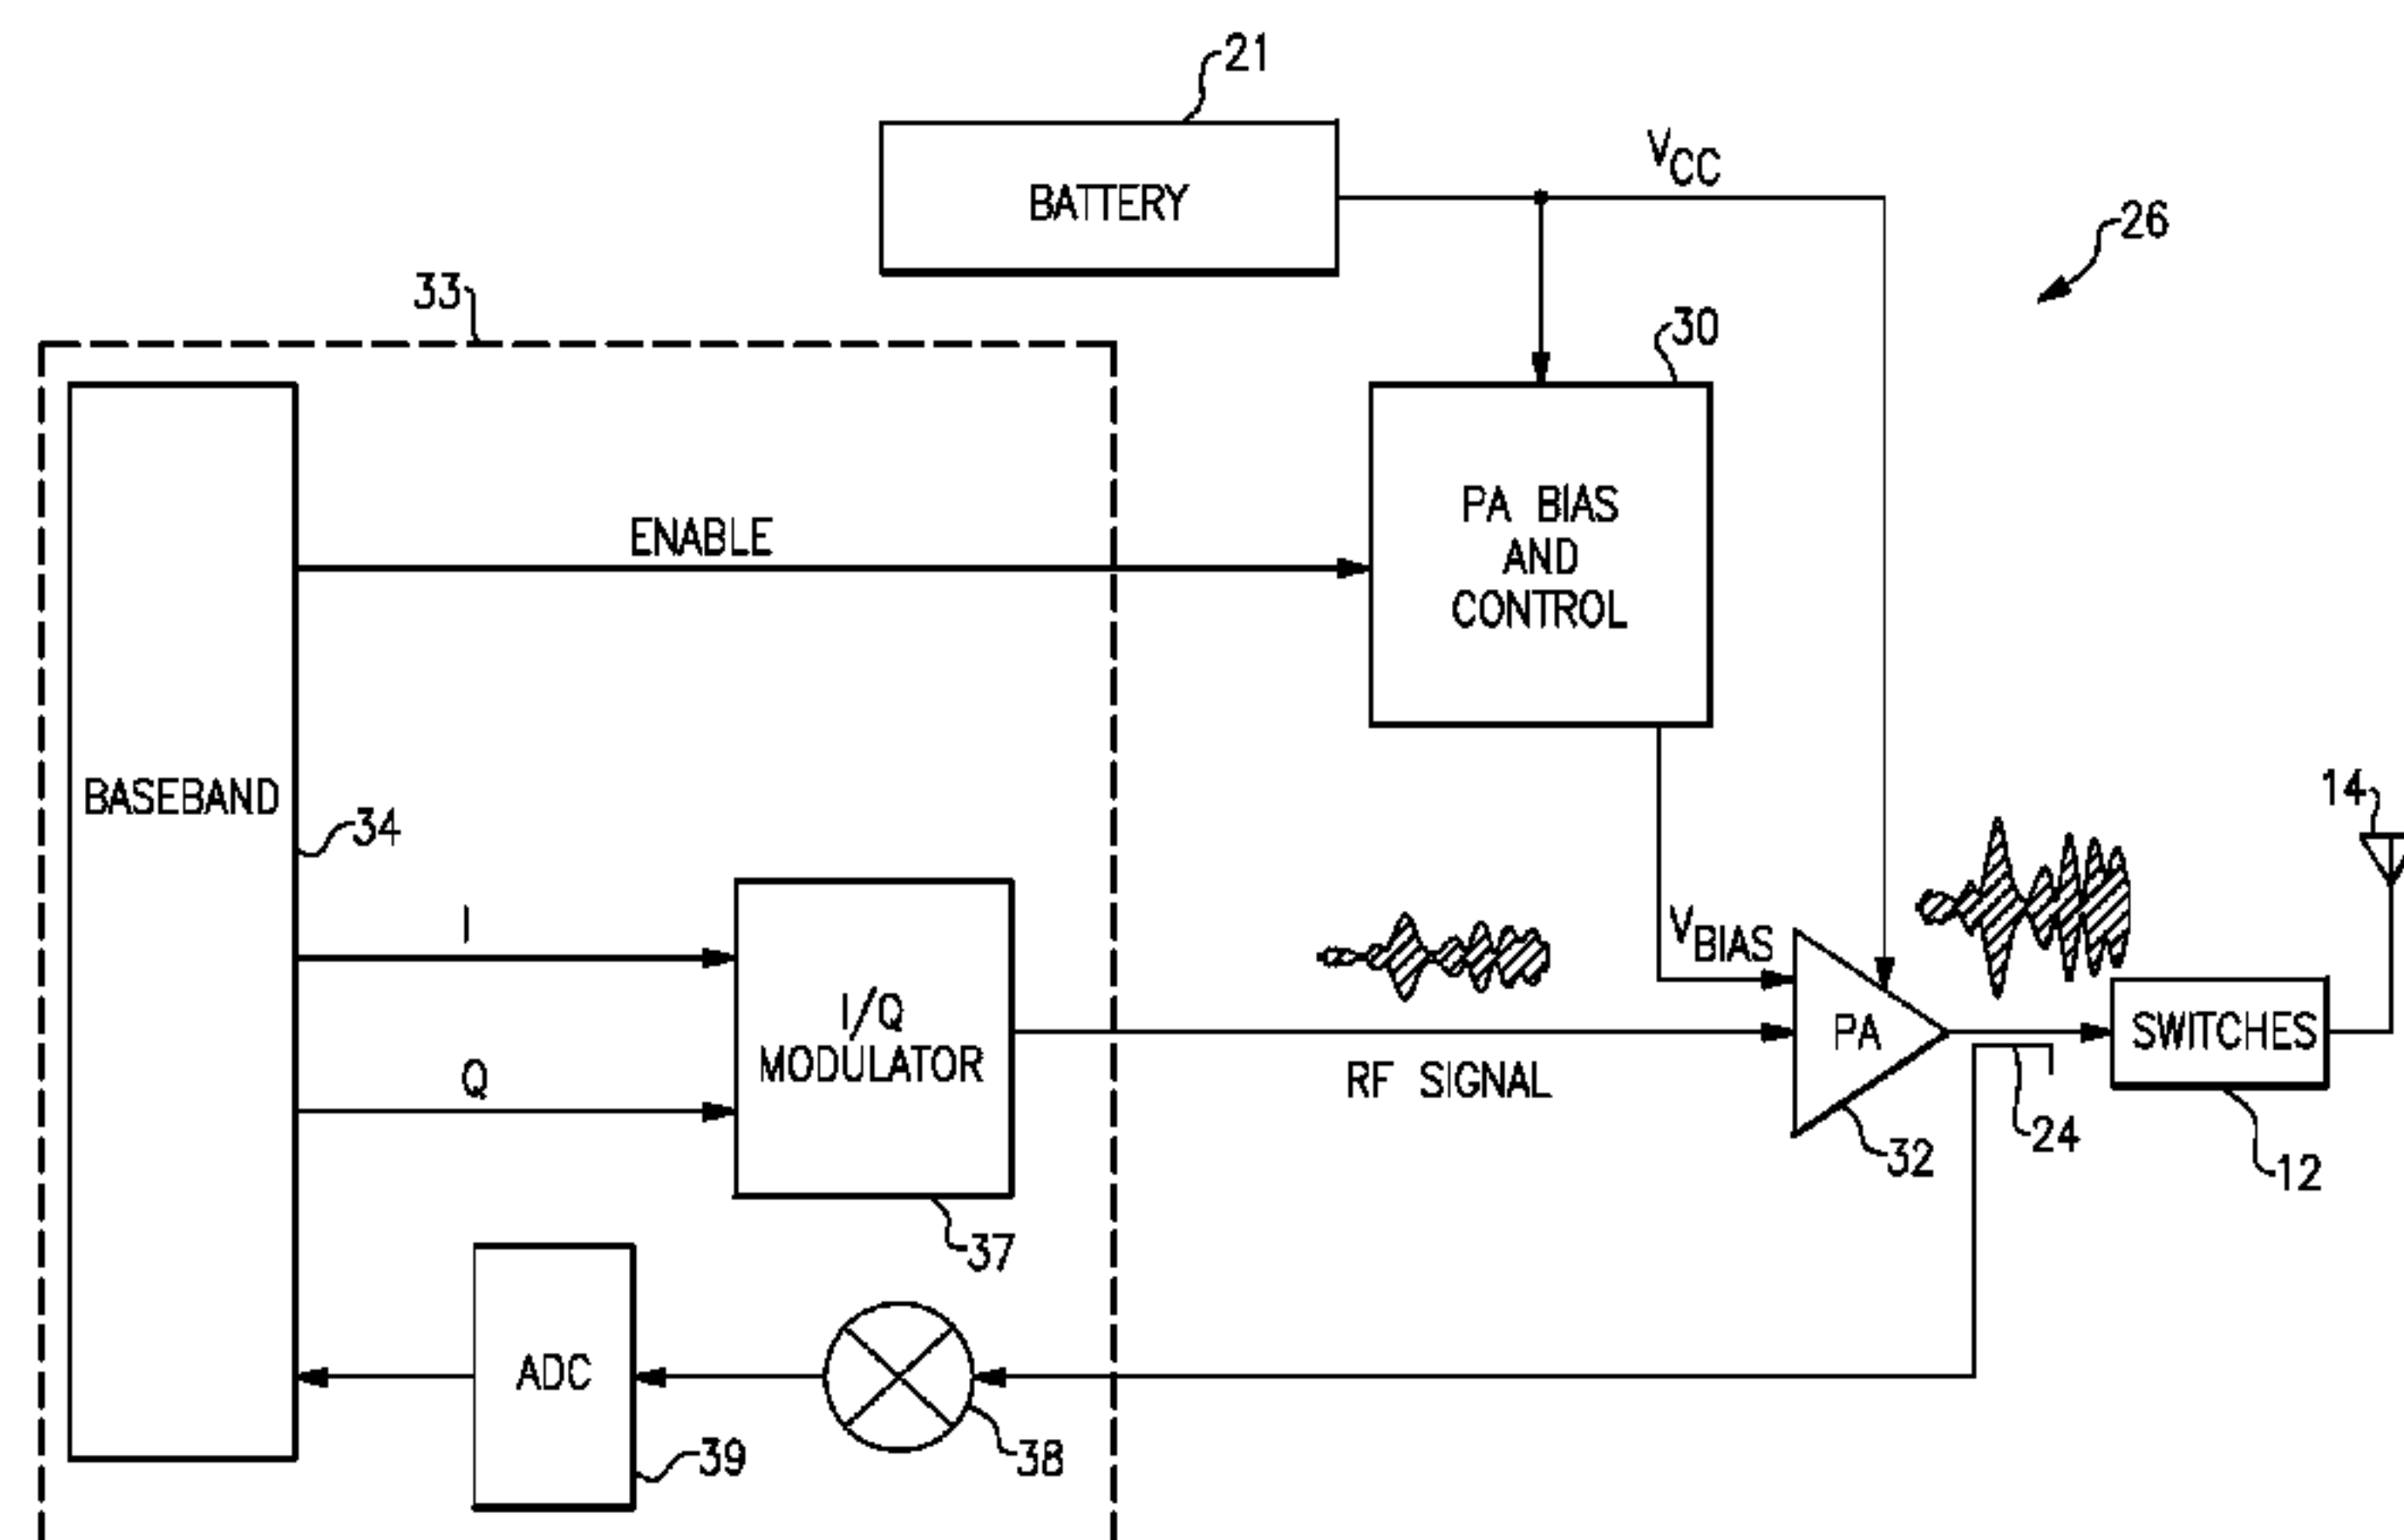 21
BATTERY
VCC
26
33
30
ENABLE
PA BIAS
AND
CONTROL
BASEBAND
34
14
I
I/Q
MODULATOR
VBIAS
PA
SWITCHES
Q
RF SIGNAL
32
24
12
37
ADC
39
38